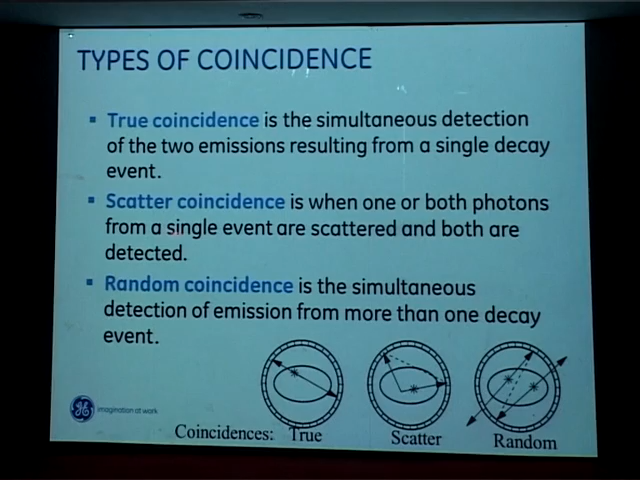 TYPES OF COINCIDENCE
▪ True coincidence is the simultaneous detection
of the two emissions resulting from a single decay
event.
▪ Scatter coincidence is when one or both photons
from a single event are scattered and both are
detected.
▪ Random coincidence is the simultaneous
detection of emission from more than one decay
event.
GE imagination at work
Coincidences: True Scatter Random